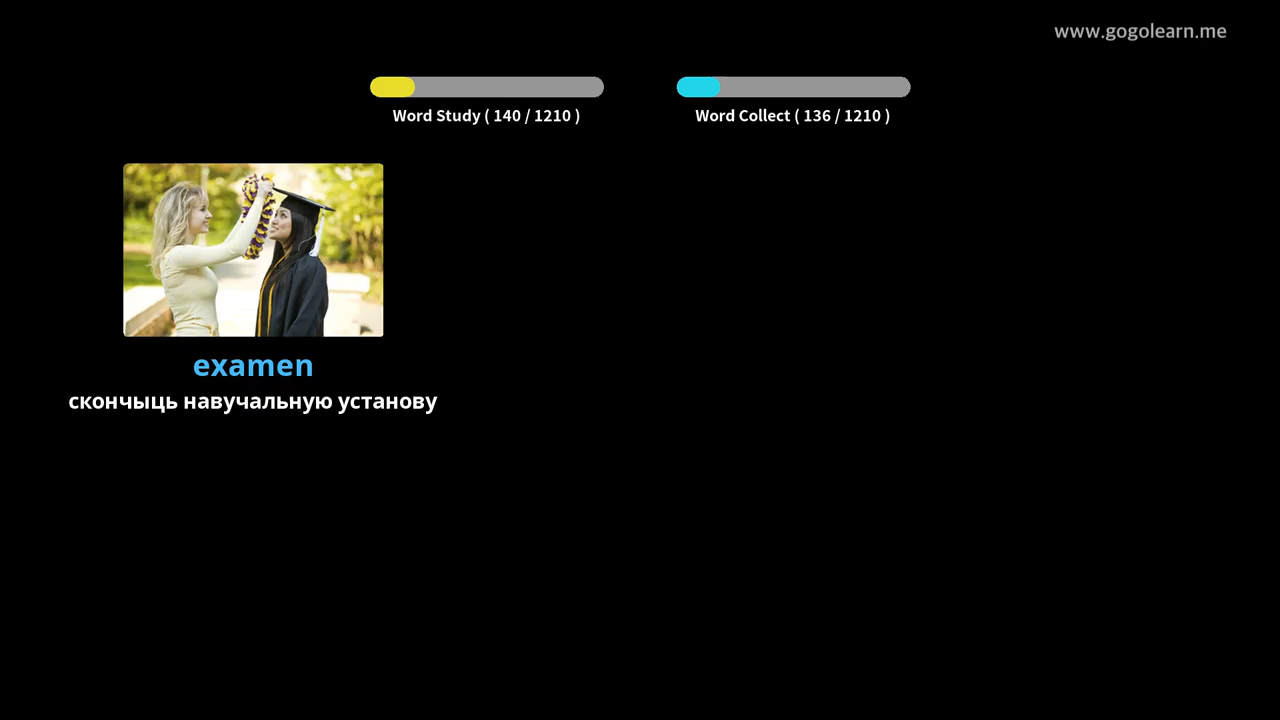 www.gogolearn.me
Word Study ( 140 / 1210 )
Word Collect ( 136 / 1210 )
examen
скончыць навучальную установу